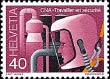 CNA-Travailler en sécurité
HELVETIA
40